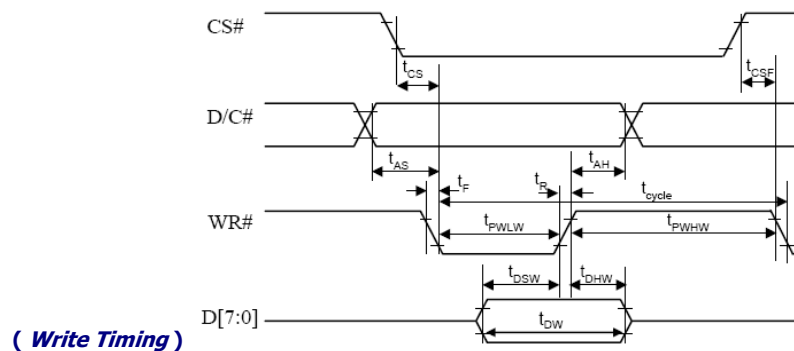 CS#
tCS
tCSF
D/C#
tAS
tF
tR
tAH
tcycle
WR#
tPWLW
tPWHW
tDSW
tDHW
D[7:0]
tDW
( Write Timing )